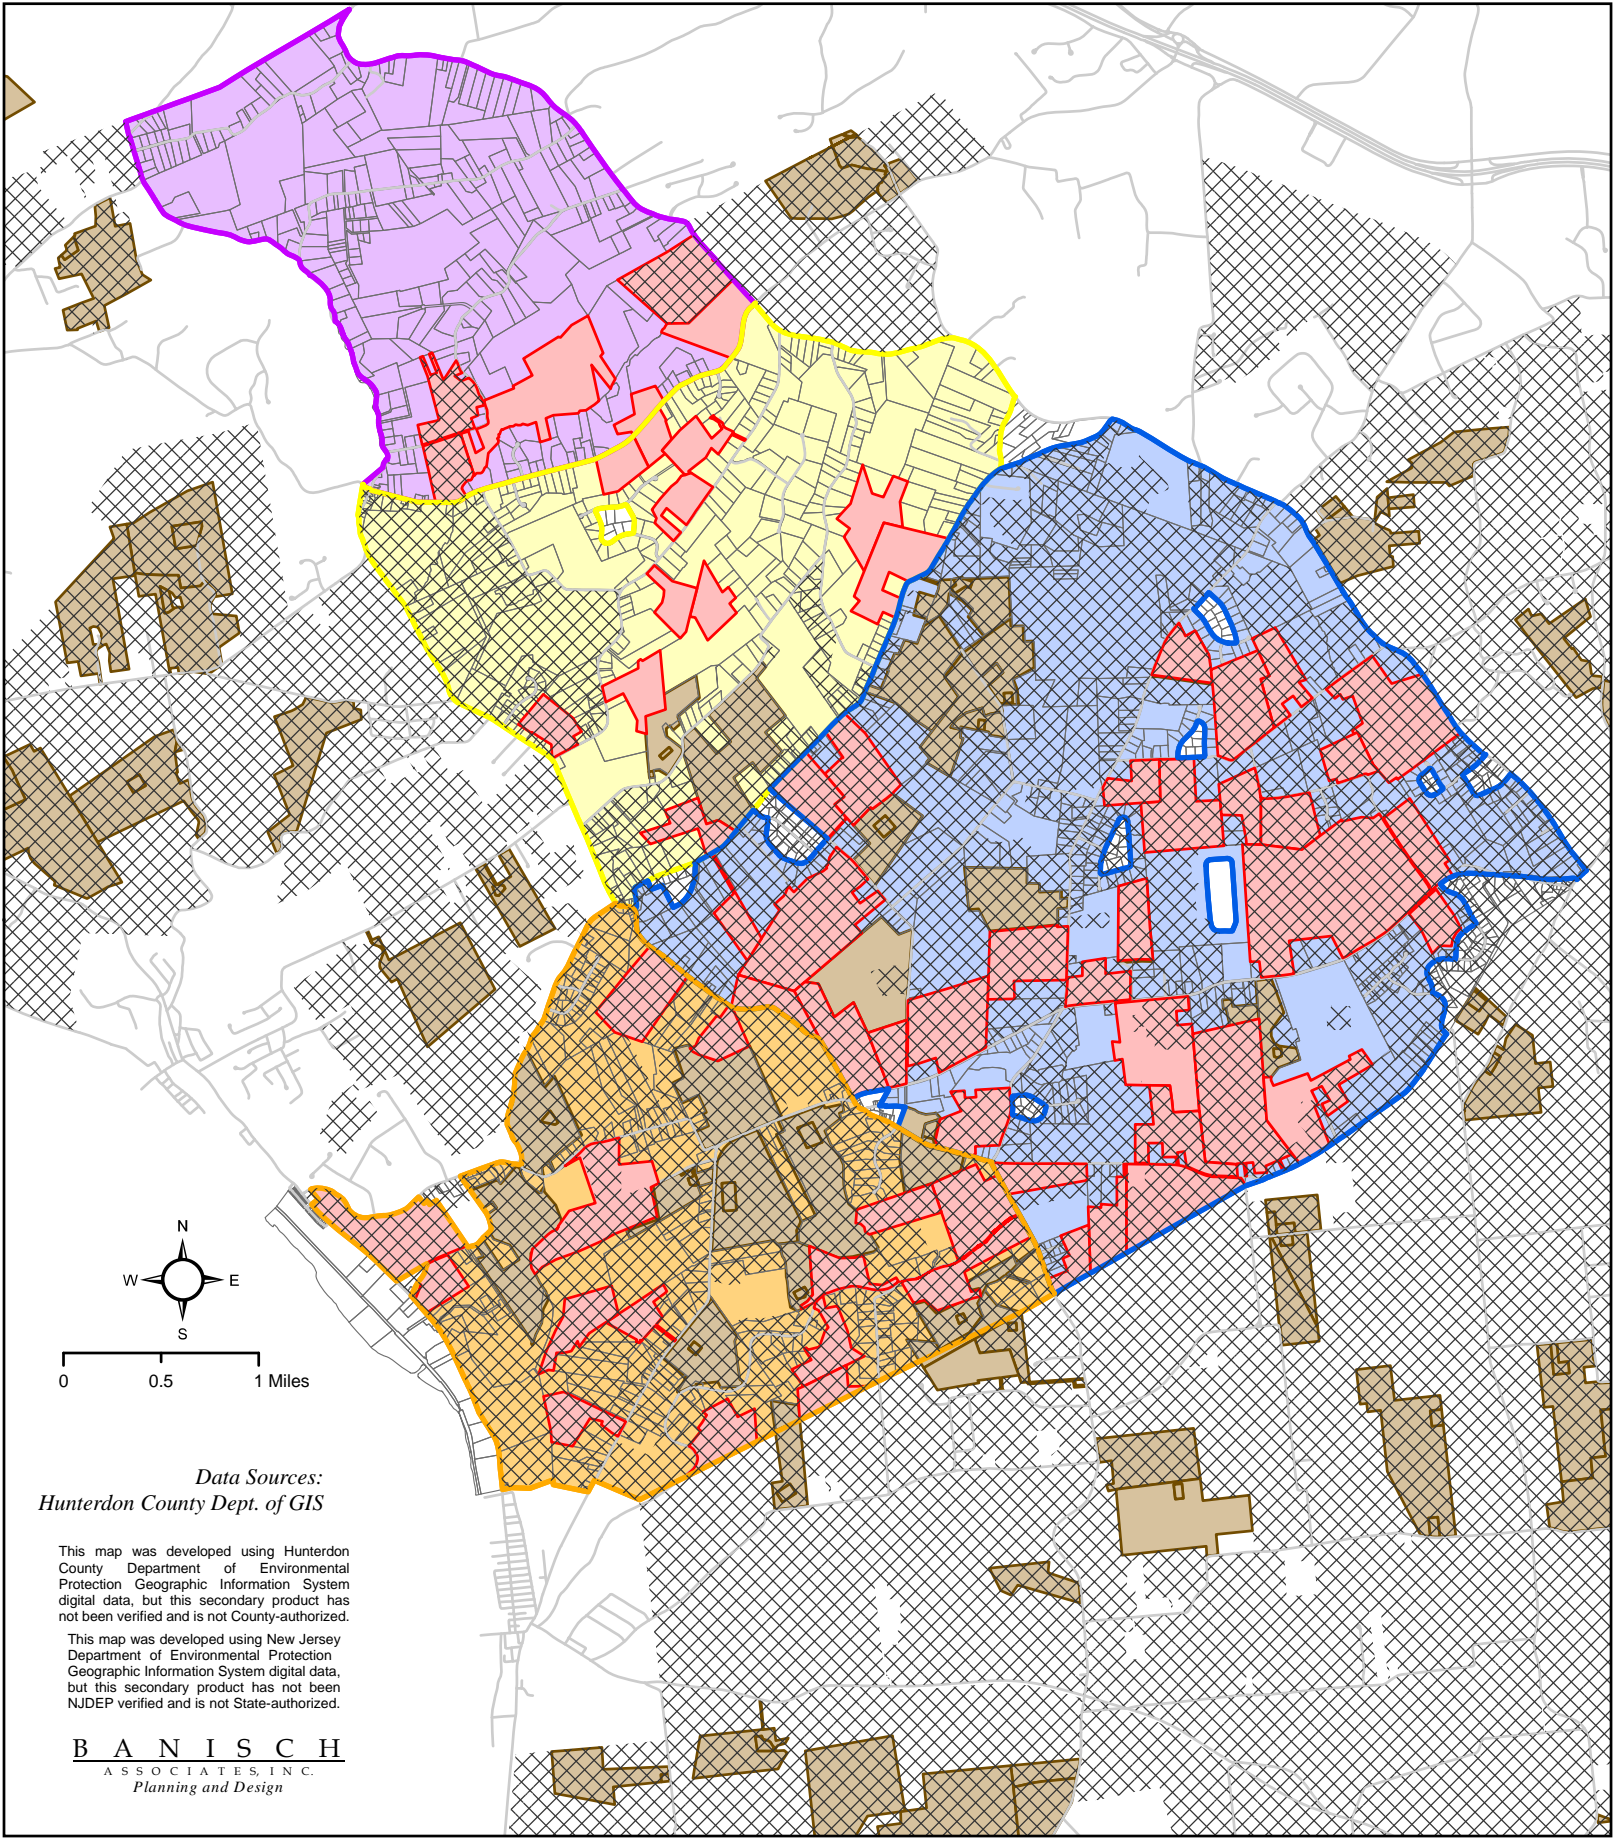 N
W E
S
0 0.5 1 Miles
Data Sources:
Hunterdon County Dept. of GIS
This map was developed using Hunterdon
County Department of Environmental
Protection Geographic Information System
digital data, but this secondary product has
not been verified and is not County-authorized.
This map was developed using New Jersey
Department of Environmental Protection
Geographic Information System digital data,
but this secondary product has not been
NJDEP verified and is not State-authorized.
B A N I S C H
A S S O C I A T E S, I N C.
Planning and Design